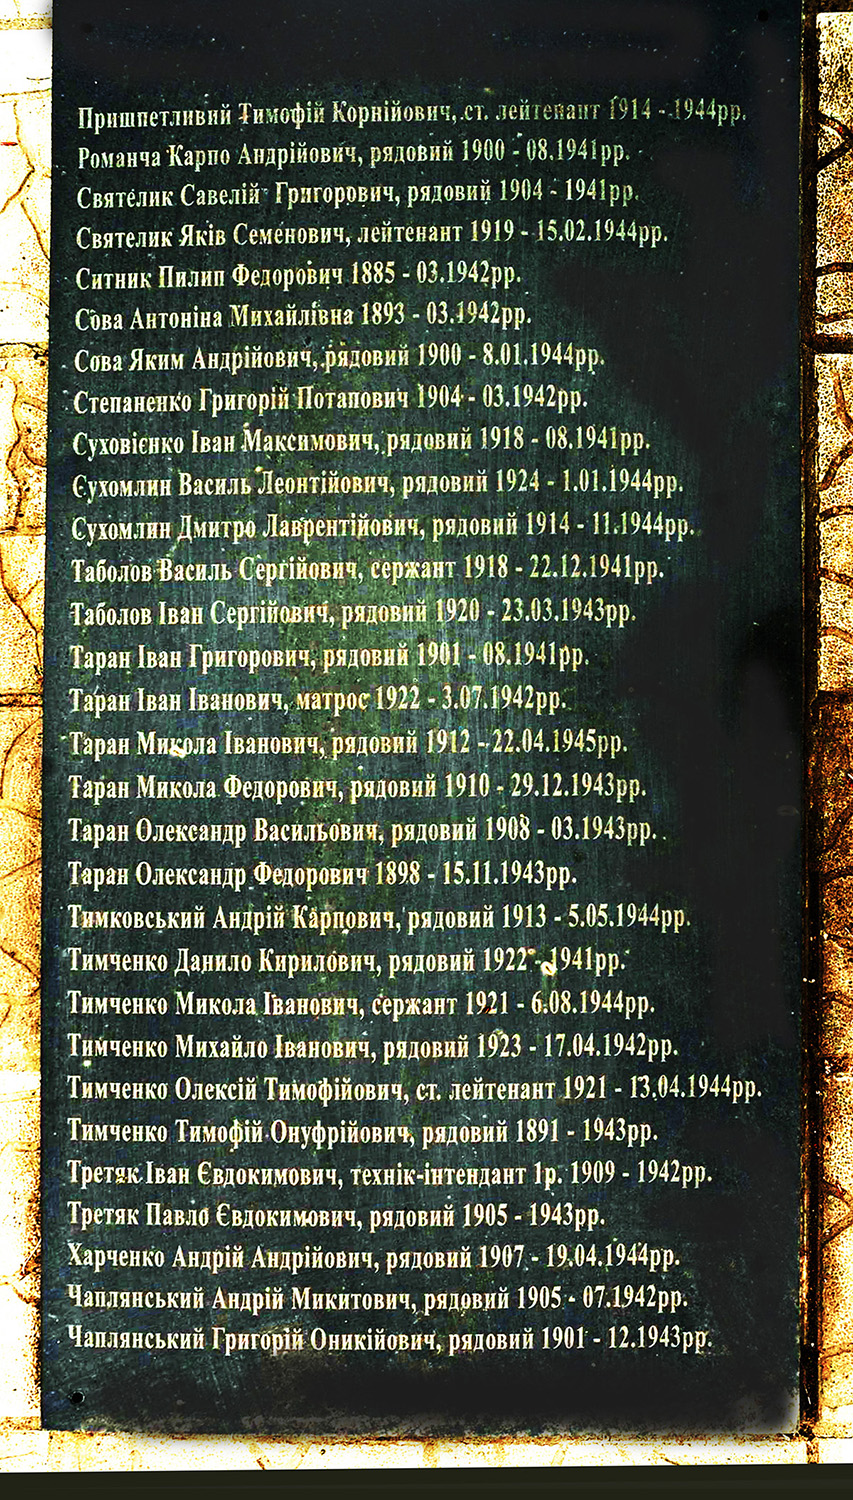 Пришпетливий Тимофій Корнійович, ст. лейтенант 1914 - 1944рр.
Романча Карпо Андрійович, рядовий 1900 - 08.1941рр.
Святелик Савелій Григорович, рядовий 1904 - 1941рр.
Святелик Яків Семенович, лейтенант 1919 - 15.02.1944рр.
Ситник Пилип Федорович 1885 - 03.1942рр.
Сова Антоніна Михайлівна 1893 - 03.1942рр.
Сова Яким Андрійович, рядовий 1900 - 8.01.1944рр.
Степаненко Григорій Потапович 1904 - 03.1942рр.
Суховієнко Іван Максимович, рядовий 1918 - 08.1941рр.
Сухомлин Василь Леонтійович, рядовий 1924 - 1.01.1944рр.
Сухомлин Дмитро Лаврентійович, рядовий 1914 - 11.1944рр.
Таболов Василь Сергійович, сержант 1918 - 22.12.1941рр.
Таболов Іван Сергійович, рядовий 1920 - 23.03.1943рр.
Таран Іван Григорович, рядовий 1901 - 08.1941рр.
Таран Іван Іванович, матрос 1922 - 3.07.1942рр.
Таран Микола Іванович, рядовий 1912 - 22.04.1945рр.
Таран Микола Федорович, рядовий 1910 - 29.12.1943рр.
Таран Олександр Васильович, рядовий 1908 - 03.1943рр.
Таран Олександр Федорович 1898 - 15.11.1943рр.
Тимковський Андрій Карпович, рядовий 1913 - 5.05.1944рр.
Тимченко Данило Кирилович, рядовий 1922 - 1941рр.
Тимченко Микола Іванович, сержант 1921 - 6.08.1944рр.
Тимченко Михайло Іванович, рядовий 1923 - 17.04.1942рр.
Тимченко Олексій Тимофійович, ст. лейтенант 1921 - 13.04.1944рр.
Тимченко Тимофій Онуфрійович, рядовий 1891 - 1943рр.
Третяк Іван Євдокимович, технік-інтендант 1р. 1909 - 1942рр.
Третяк Павло Євдокимович, рядовий 1905 - 1943рр.
Харченко Андрій Андрійович, рядовий 1907 - 19.04.1944рр.
Чаплянський Андрій Микитович, рядовий 1905 - 07.1942рр.
Чаплянський Григорій Оникійович, рядовий 1901 - 12.1943рр.